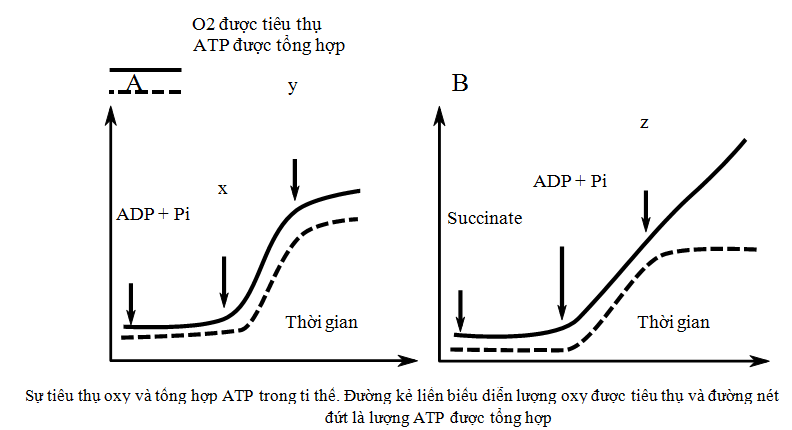 O2 được tiêu thụ
ATP được tổng hợp
A
y
B
z
x
ADP + Pi
ADP + Pi
Succinate
Thời gian
Thời gian
Sự tiêu thụ oxy và tổng hợp ATP trong ti thể. Đường kẻ liền biểu diễn lượng oxy được tiêu thụ và đường nét
đứt là lượng ATP được tổng hợp